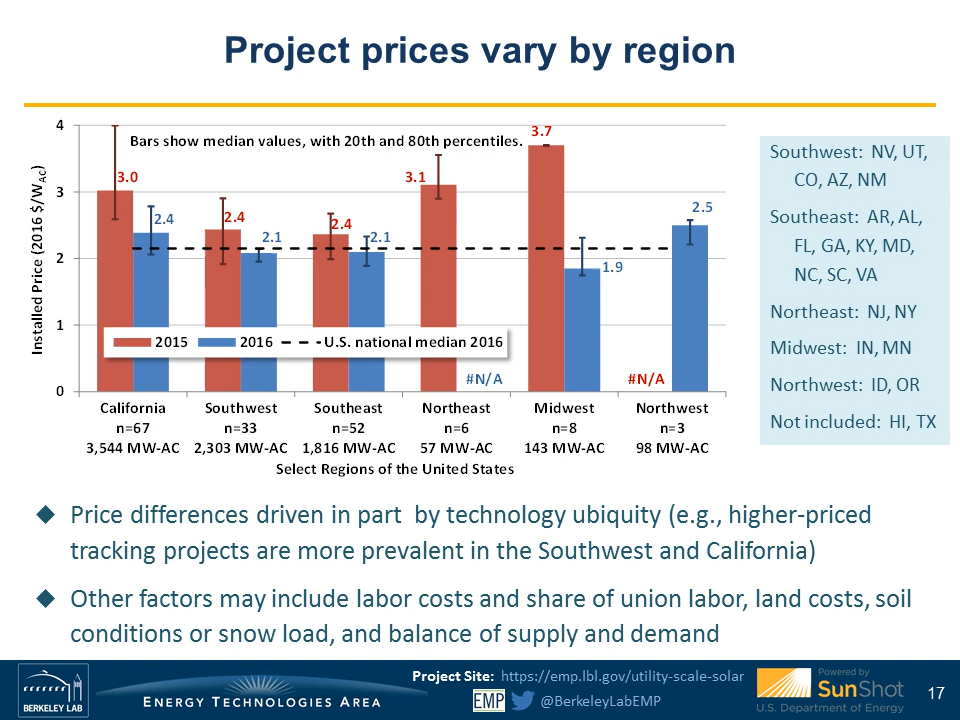 Project prices vary by region
Installed Price (2016 $/WAC)
4
3
2
1
0
Bars show median values, with 20th and 80th percentiles.
3.0
2.4
2.4
2.1
2.4
2.1
3.1
#N/A
3.7
1.9
#N/A
2.5
2015 2016 U.S. national median 2016
California Southwest Southeast Northeast Midwest Northwest
n=67 n=33 n=52 n=6 n=8 n=3
3,544 MW-AC 2,303 MW-AC 1,816 MW-AC 57 MW-AC 143 MW-AC 98 MW-AC
Select Regions of the United States
Southwest: NV, UT,
CO, AZ, NM
Southeast: AR, AL,
FL, GA, KY, MD,
NC, SC, VA
Northeast: NJ, NY
Midwest: IN, MN
Northwest: ID, OR
Not included: HI, TX
◆ Price differences driven in part by technology ubiquity (e.g., higher-priced
tracking projects are more prevalent in the Southwest and California)
◆ Other factors may include labor costs and share of union labor, land costs, soil
conditions or snow load, and balance of supply and demand
BERKELEY LAB
ENERGY TECHNOLOGIES AREA
Project Site: https://emp.lbl.gov/utility-scale-solar
EMP @BerkeleyLabEMP
Powered by
SunShot
U.S. Department of Energy
17